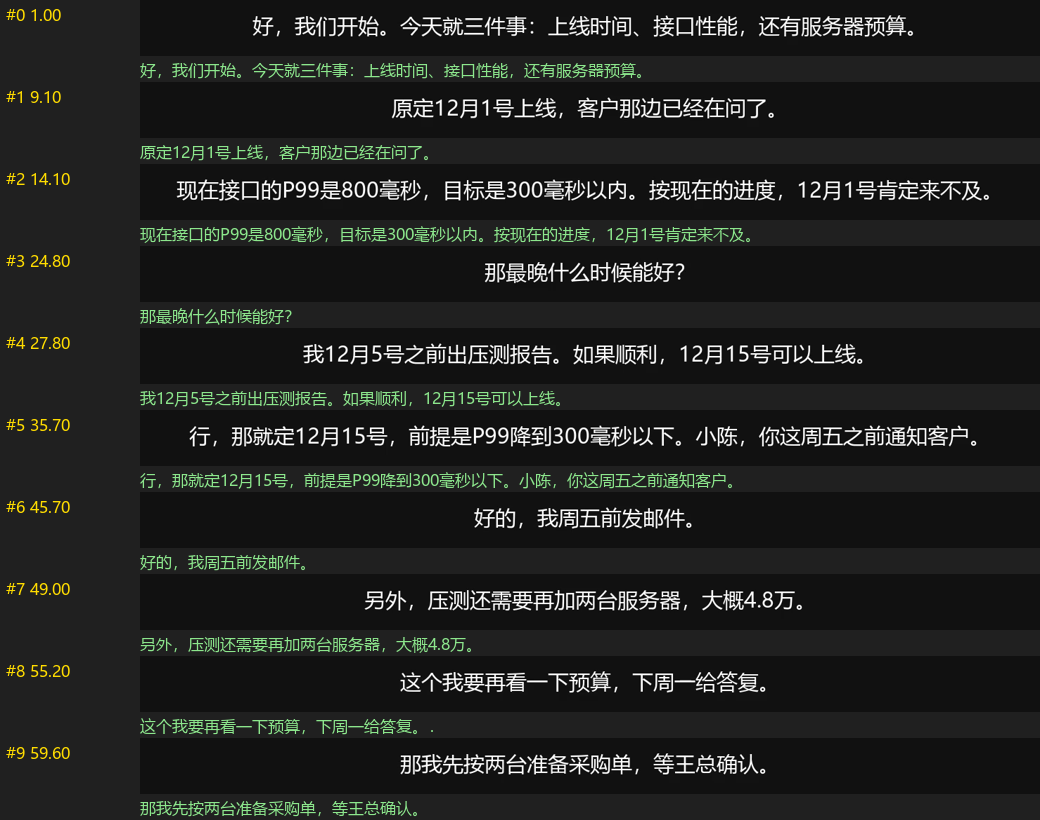 #0 1.00
好，我们开始。今天就三件事：上线时间、接口性能，还有服务器预算。
好，我们开始。今天就三件事：上线时间、接口性能，还有服务器预算。
#1 9.10
原定12月1号上线，客户那边已经在问了。
原定12月1号上线，客户那边已经在问了。
#2 14.10
现在接口的P99是800毫秒，目标是300毫秒以内。按现在的进度，12月1号肯定来不及。
现在接口的P99是800毫秒，目标是300毫秒以内。按现在的进度，12月1号肯定来不及。
#3 24.80
那最晚什么时候能好？
那最晚什么时候能好？
#4 27.80
我12月5号之前出压测报告。如果顺利，12月15号可以上线。
我12月5号之前出压测报告。如果顺利，12月15号可以上线。
#5 35.70
行，那就定12月15号，前提是P99降到300毫秒以下。小陈，你这周五之前通知客户。
行，那就定12月15号，前提是P99降到300毫秒以下。小陈，你这周五之前通知客户。
#6 45.70
好的，我周五前发邮件。
好的，我周五前发邮件。
#7 49.00
另外，压测还需要再加两台服务器，大概4.8万。
另外，压测还需要再加两台服务器，大概4.8万。
#8 55.20
这个我要再看一下预算，下周一给答复。
这个我要再看一下预算，下周一给答复。.
#9 59.60
那我先按两台准备采购单，等王总确认。
那我先按两台准备采购单，等王总确认。